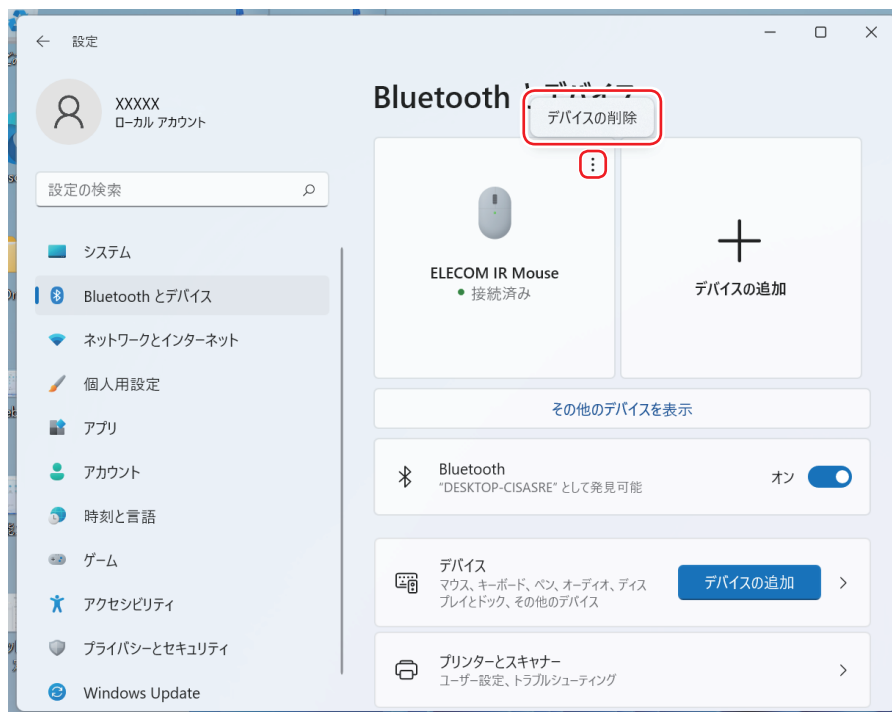 設定
XXXXX
ローカル アカウント
設定の検索
システム
Bluetooth とデバイス
ネットワークとインターネット
個人用設定
アプリ
アカウント
時刻と言語
ゲーム
アクセシビリティ
プライバシーとセキュリティ
Windows Update
Bluetooth とデバイス
デバイスの削除
ELECOM IR Mouse
接続済み
デバイスの追加
その他のデバイスを表示
Bluetooth
"DESKTOP-CISASRE" として発見可能
オン
デバイス
マウス、キーボード、ペン、オーディオ、ディス
プレイとドック、その他のデバイス
デバイスの追加
プリンターとスキャナー
ユーザー設定、トラブルシューティング